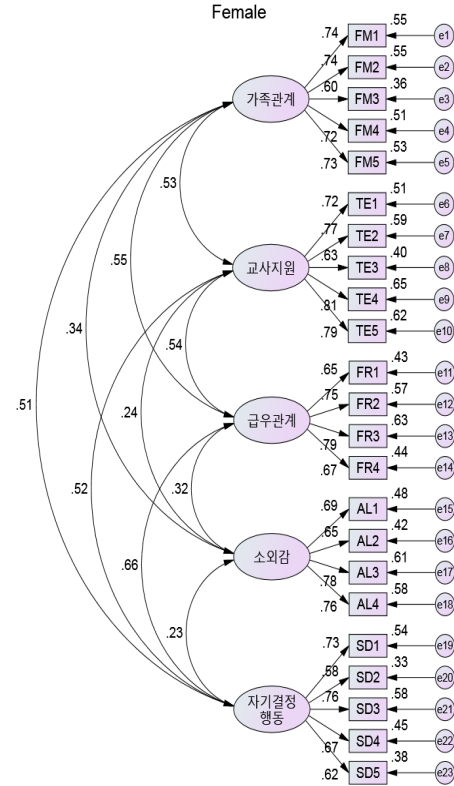 Female
.74 FM1 .55 e1
.74 FM2 .55 e2
.60 FM3 .36 e3
가족관계
.72 FM4 .51 e4
.73 FM5 .53 e5
.53
.72 TE1 .51 e6
.77 TE2 .59 e7
.63 TE3 .40 e8
교사지원
.55
.81 TE4 .65 e9
.79 TE5 .62 e10
.34
.54
.65 FR1 .43 e11
.51
.24
.75 FR2 .57 e12
급우관계
.79 FR3 .63 e13
.67 FR4 .44 e14
.52
.32
.69 AL1 .48 e15
.65 AL2 .42 e16
소외감
.66
.78 AL3 .61 e17
.76 AL4 .58 e18
.23
.73 SD1 .54 e19
.58 SD2 .33 e20
자기결정
행동
.76 SD3 .58 e21
.67 SD4 .45 e22
.62 SD5 .38 e23